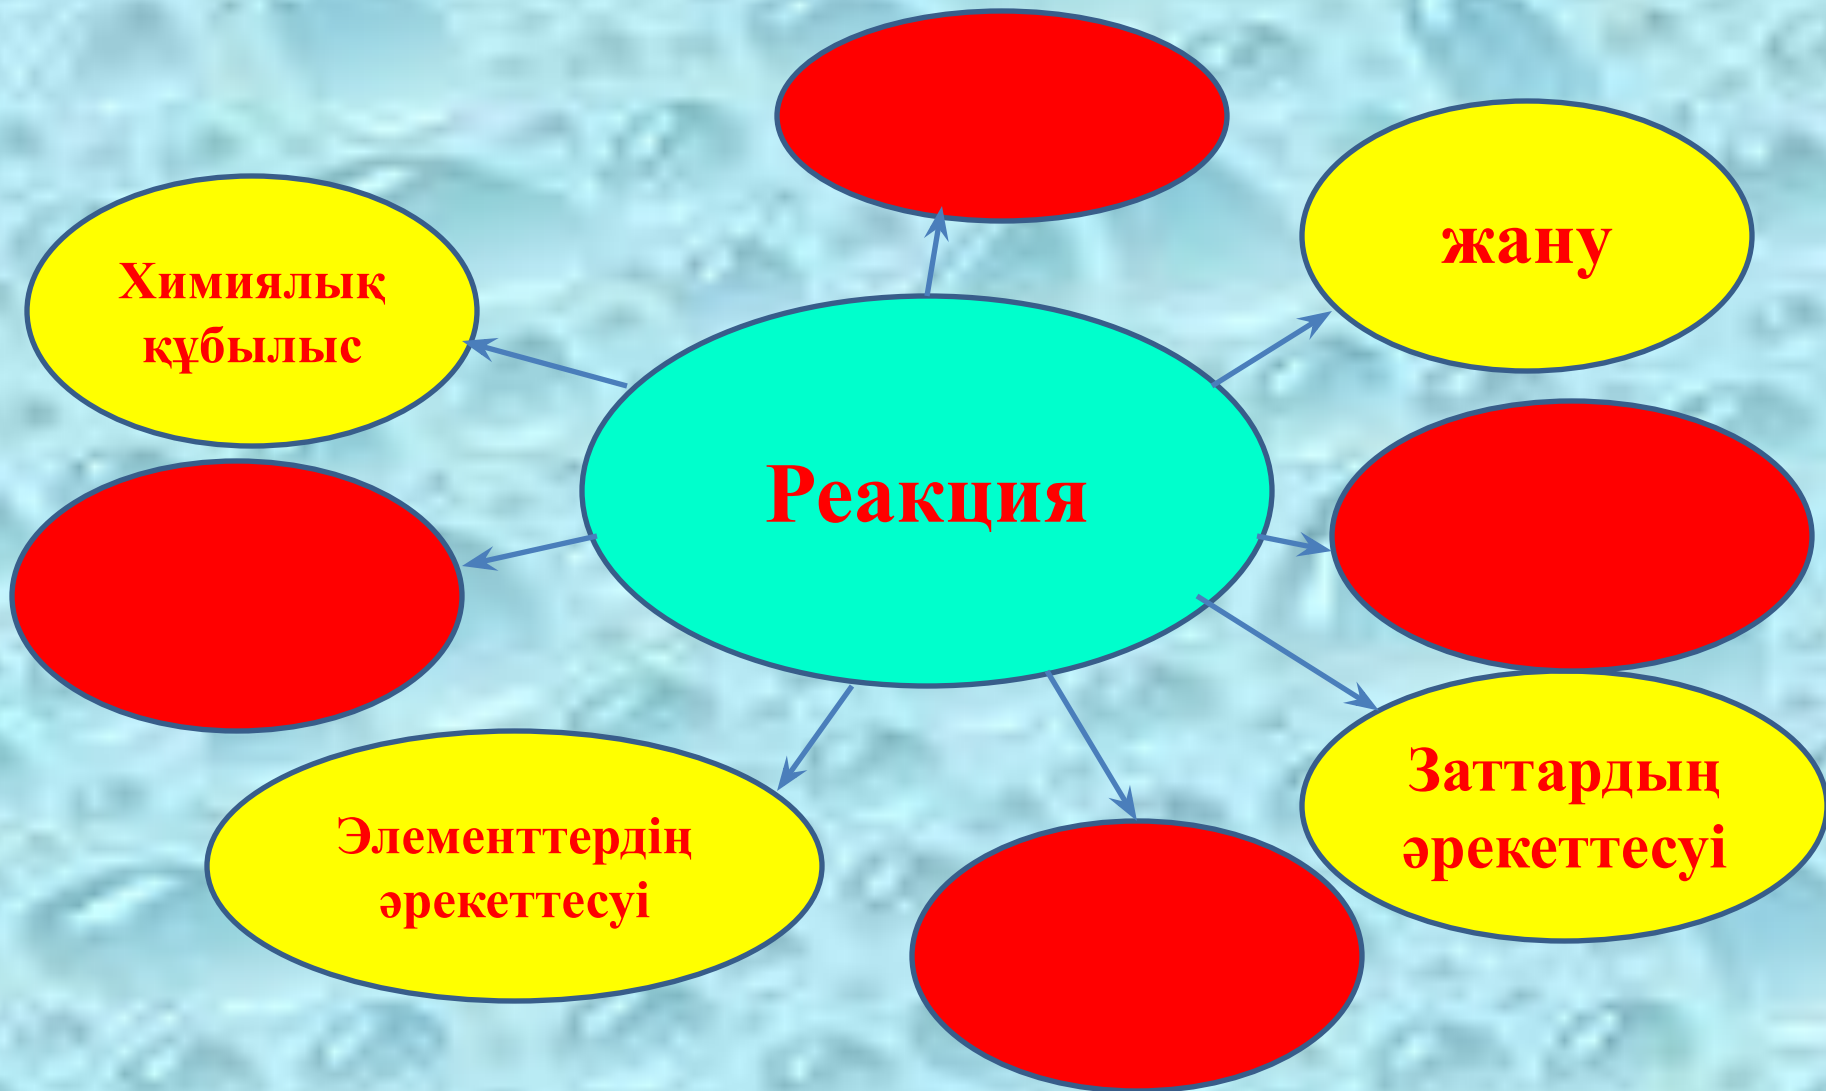 жану
Химиялық
құбылыс
Реакция
Заттардың
әрекеттесуі
Элементтердің
әрекеттесуі